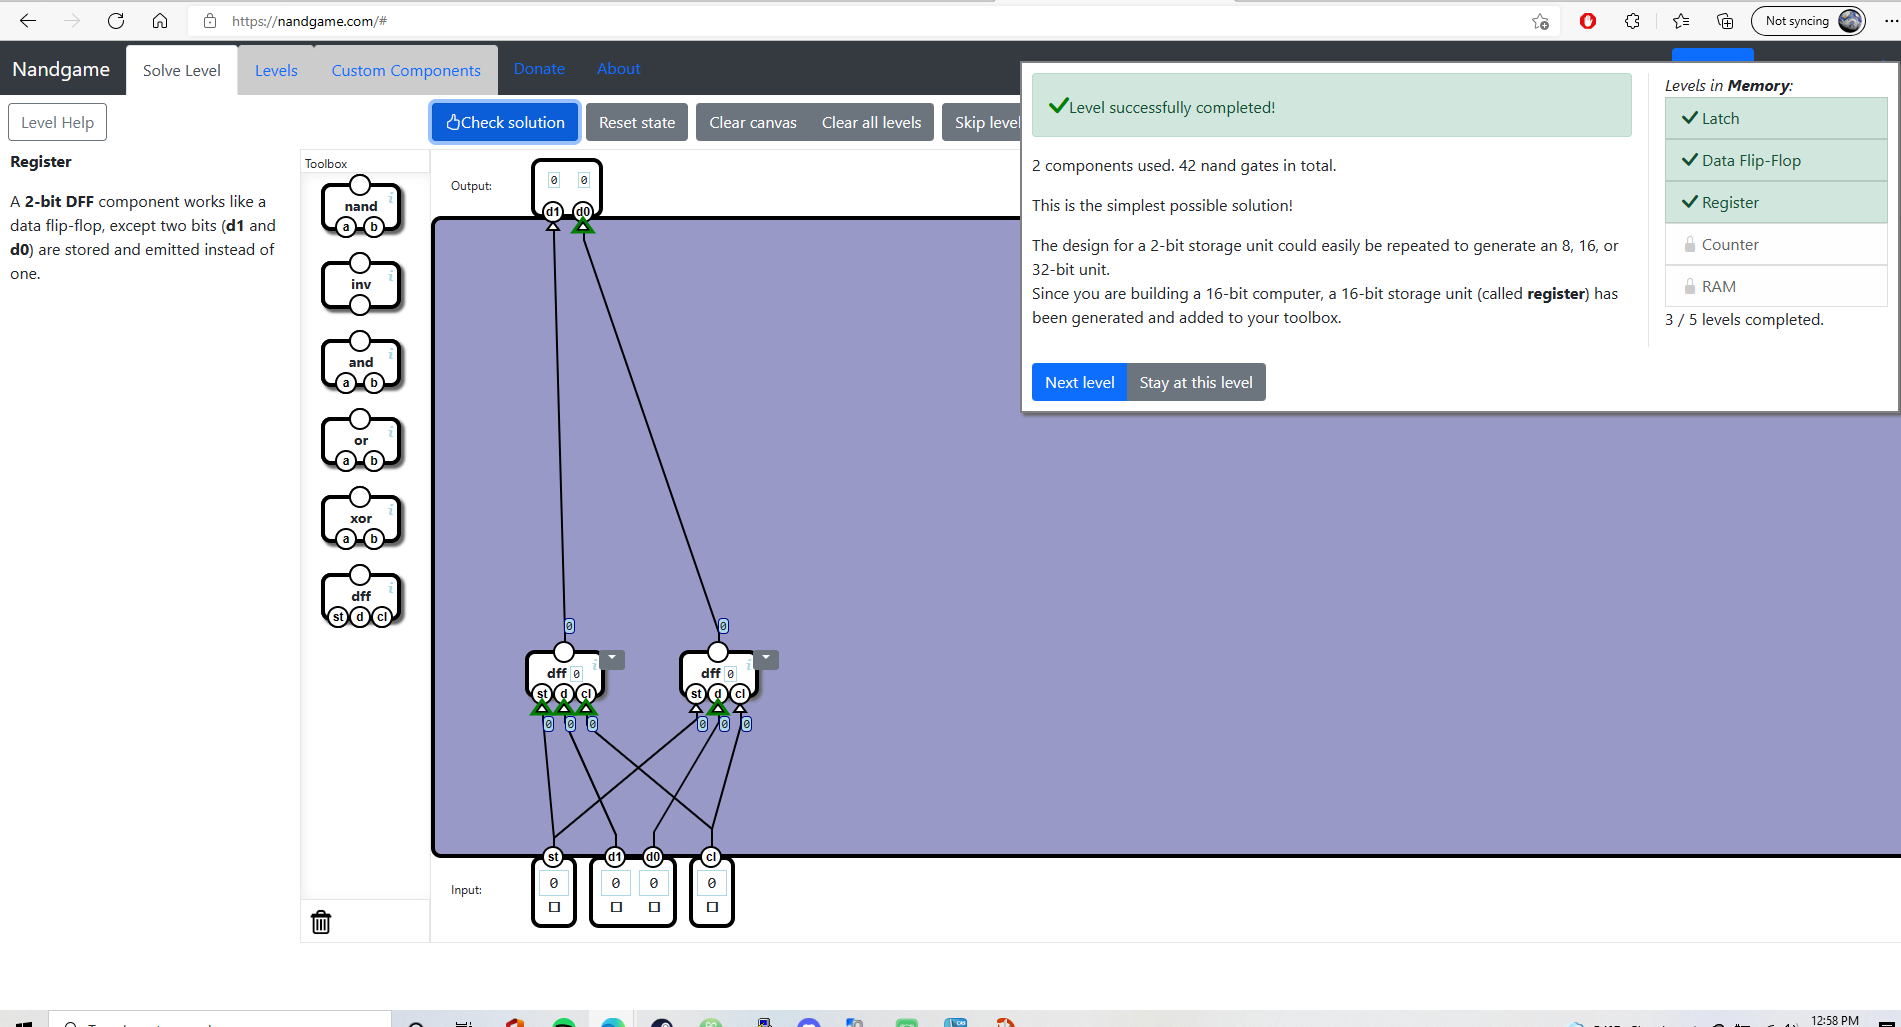 https://nandgame.com/#
Not syncing
Nandgame
Solve Level
Levels
Custom Components
Donate
About
Level Help
Check solution
Reset state
Clear canvas
Clear all levels
Skip level
Register
A 2-bit DFF component works like a
data flip-flop, except two bits (d1 and
d0) are stored and emitted instead of
one.
Toolbox
nand
a b
inv
and
a b
or
a b
xor
a b
dff
st d cl
Output:
0 0
d1 d0
0
0
dff 0
st d cl
0 0 0
dff 0
st d cl
0 0 0
Input:
st d1 d0 cl
0 0 0 0
Level successfully completed!
2 components used. 42 nand gates in total.
This is the simplest possible solution!
The design for a 2-bit storage unit could easily be repeated to generate an 8, 16, or
32-bit unit.
Since you are building a 16-bit computer, a 16-bit storage unit (called register) has
been generated and added to your toolbox.
Next level
Stay at this level
Levels in Memory:
Latch
Data Flip-Flop
Register
Counter
RAM
3 / 5 levels completed.
12:58 PM